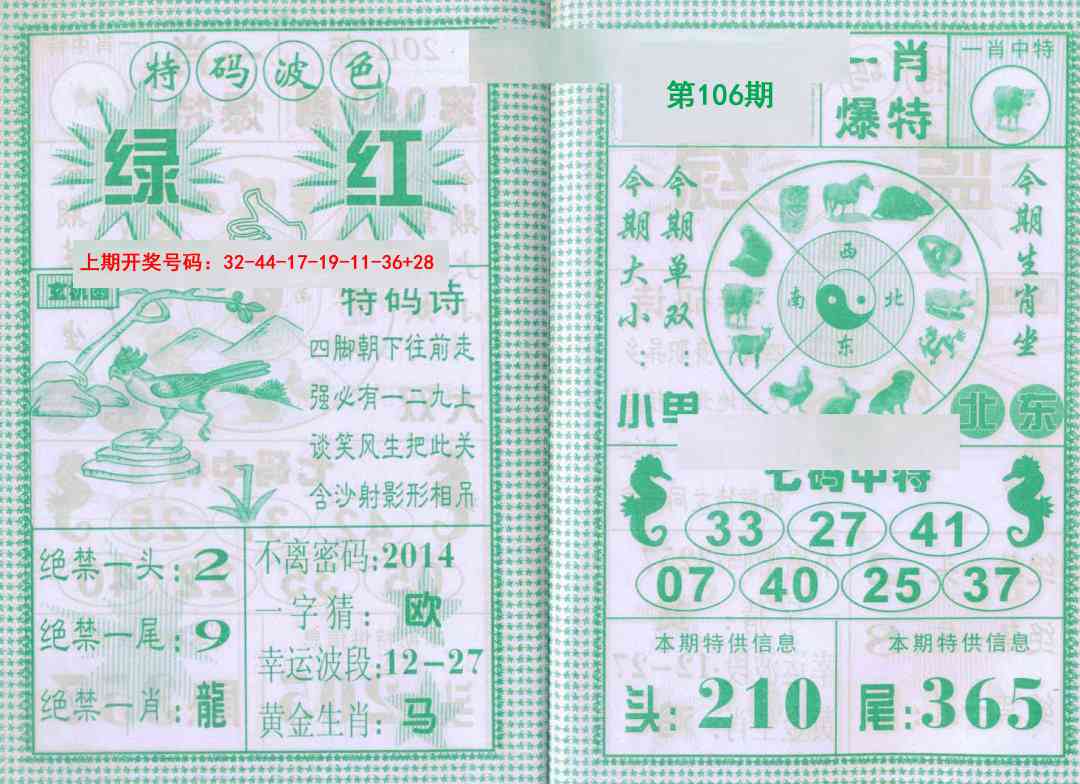 特码波色
绿 红
上期开奖号码：32-44-17-19-11-36+28
玄机图
特码诗
四脚朝下往前走
强必有一二九上
谈笑风生把此关
含沙射影形相吊
绝禁一头:2
绝禁一尾:9
绝禁一肖:龍
不离密码:2014
一字猜：欧
幸运波段:12-27
黄金生肖:马
第106期
一肖
爆特
一肖中特
今期大小：小
今期单双：单
西
南 北
东
今期生肖坐
北 东
七码中特
33 27 41
07 40 25 37
本期特供信息
头:210
本期特供信息
尾:365